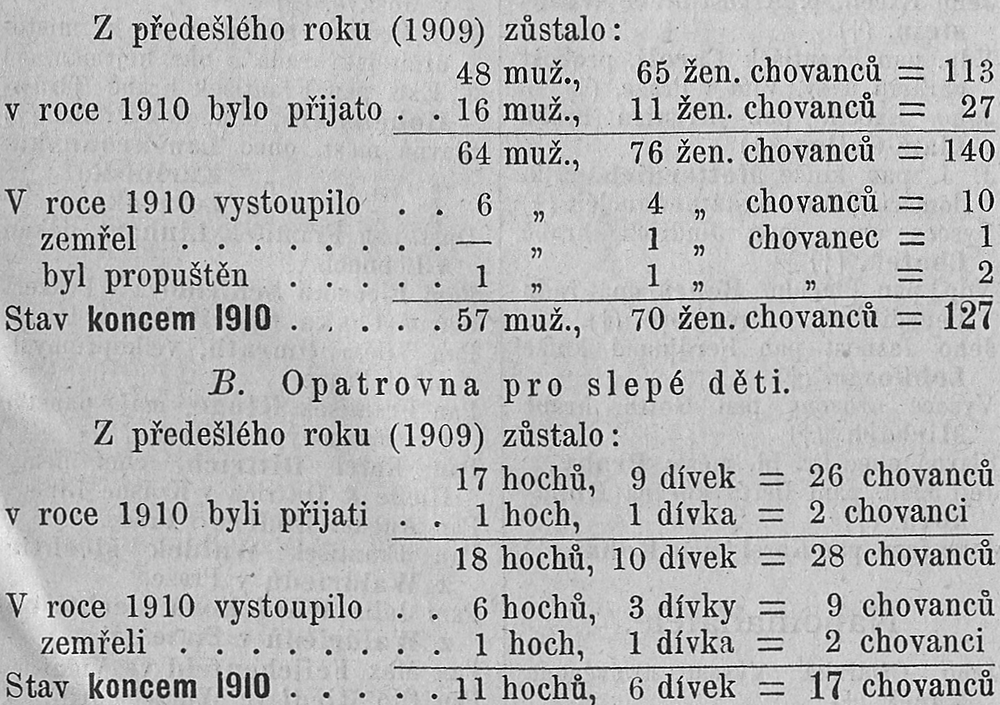 Z předešlého roku (1909) zůstalo:
48 muž., 65 žen. chovanců = 113
v roce 1910 bylo přijato . . 16 muž., 11 žen. chovanců = 27
64 muž., 76 žen. chovanců = 140
V roce 1910 vystoupilo . . 6 „ 4 „ chovanců = 10
zemřel . . . . . . . . — „ 1 „ chovanec = 1
byl propuštěn . . . . . 1 „ 1 „ „ = 2
Stav koncem 1910 . . . . . 57 muž., 70 žen. chovanců = 127
B. Opatrovna pro slepé děti.
Z předešlého roku (1909) zůstalo:
17 hochů, 9 dívek = 26 chovanců
v roce 1910 byli přijati . . 1 hoch, 1 dívka = 2 chovanci
18 hochů, 10 dívek = 28 chovanců
V roce 1910 vystoupilo . . 6 hochů, 3 dívky = 9 chovanců
zemřeli . . . . . . . . 1 hoch, 1 dívka = 2 chovanci
Stav koncem 1910 . . . . . 11 hochů, 6 dívek = 17 chovanců